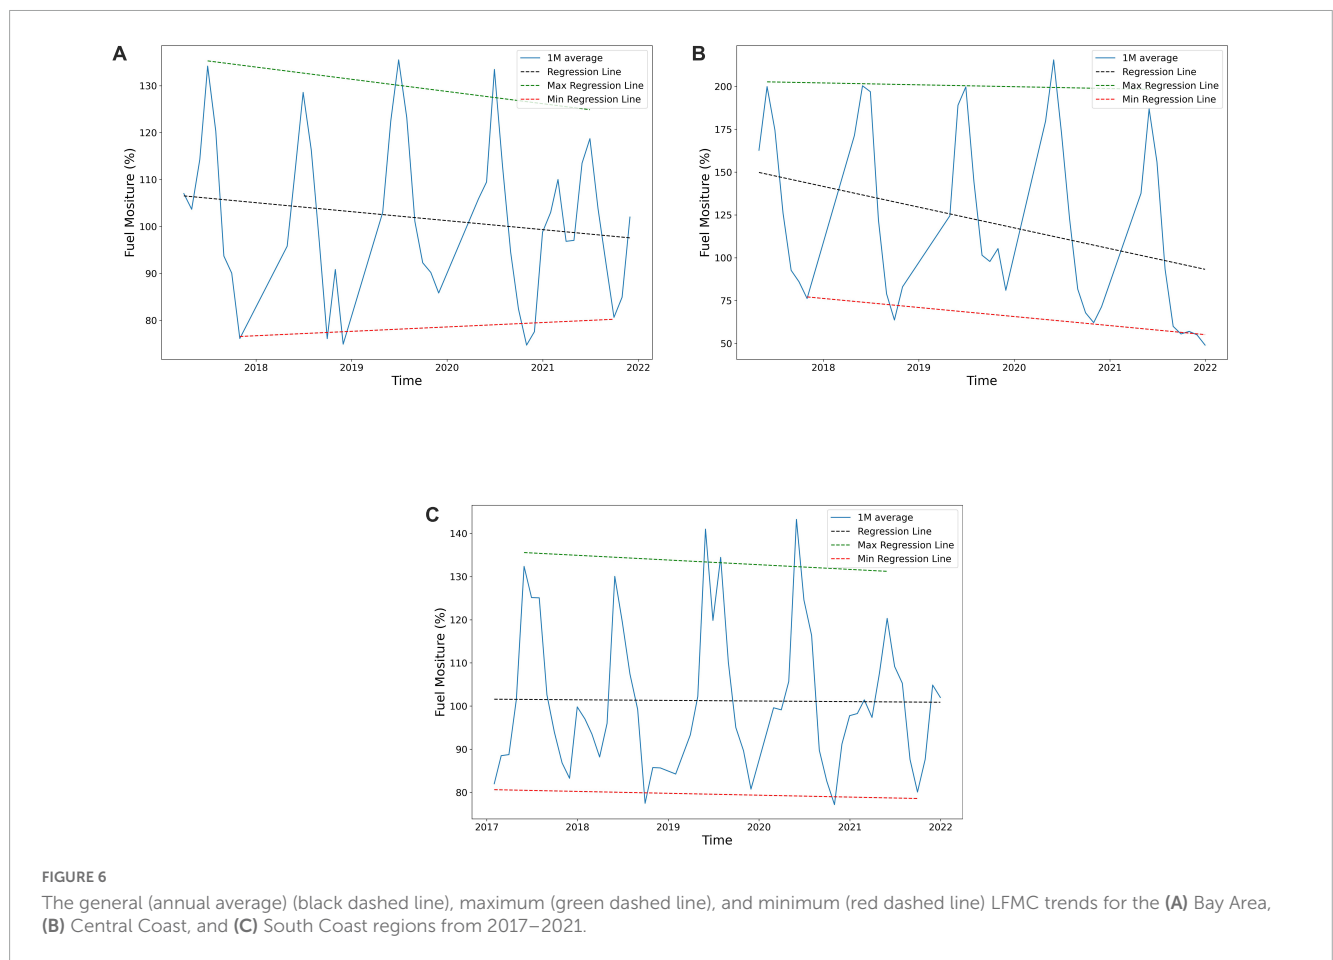 A
1M average
Regression Line
Max Regression Line
Min Regression Line
130
120
110
100
90
80
Fuel Mositure (%)
2018 2019 2020 2021 2022
Time
B
1M average
Regression Line
Max Regression Line
Min Regression Line
200
175
150
125
100
75
50
Fuel Mositure (%)
2018 2019 2020 2021 2022
Time
C
1M average
Regression Line
Max Regression Line
Min Regression Line
140
130
120
110
100
90
80
Fuel Mositure (%)
2017 2018 2019 2020 2021 2022
Time
FIGURE 6
The general (annual average) (black dashed line), maximum (green dashed line), and minimum (red dashed line) LFMC trends for the (A) Bay Area,
(B) Central Coast, and (C) South Coast regions from 2017–2021.